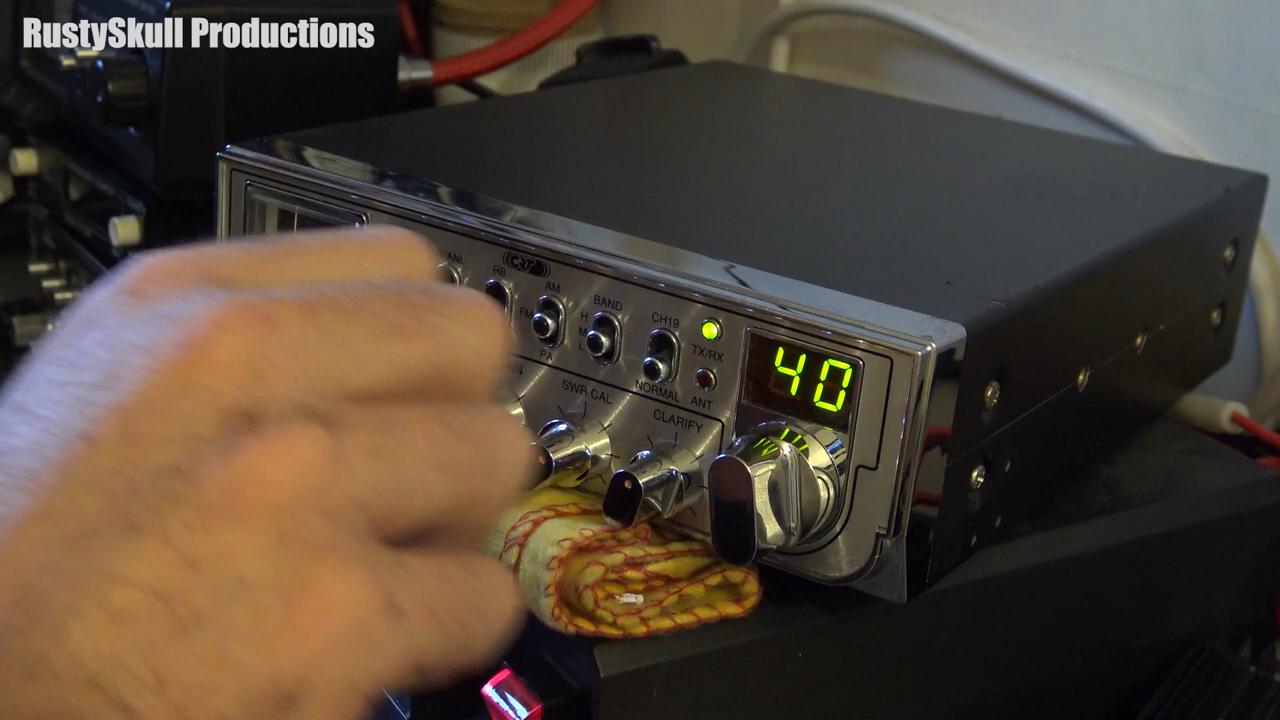 RustySkull Productions
ANL
RB
CRT
AM
FM
PA
BAND
H
M
L
CH19
NORMAL
TX/RX
ANT
40
SWR CAL
CLARIFY